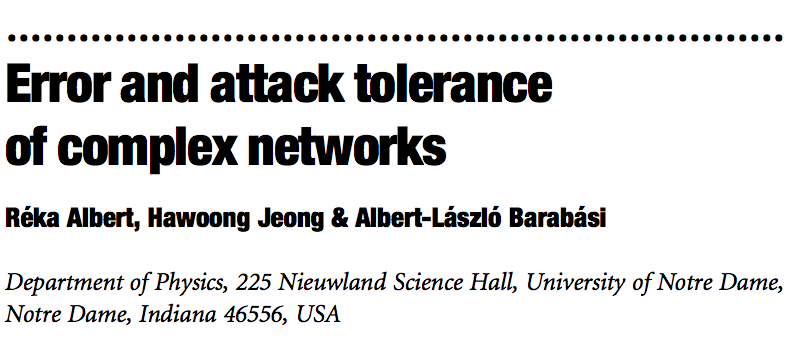 Error and attack tolerance
of complex networks
Réka Albert, Hawoong Jeong & Albert-László Barabási
Department of Physics, 225 Nieuwland Science Hall, University of Notre Dame,
Notre Dame, Indiana 46556, USA